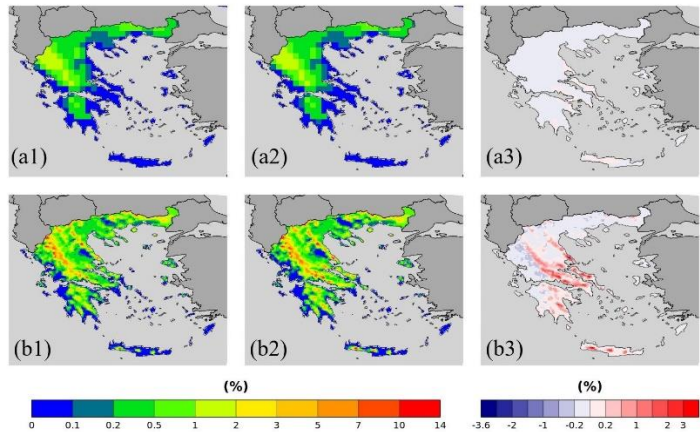 (a1) (a2) (a3)
(b1) (b2) (b3)
(%) (%)
0 0.1 0.2 0.5 1 2 3 5 7 10 14 -3.6 -2 -1 -0.2 0.2 1 2 3